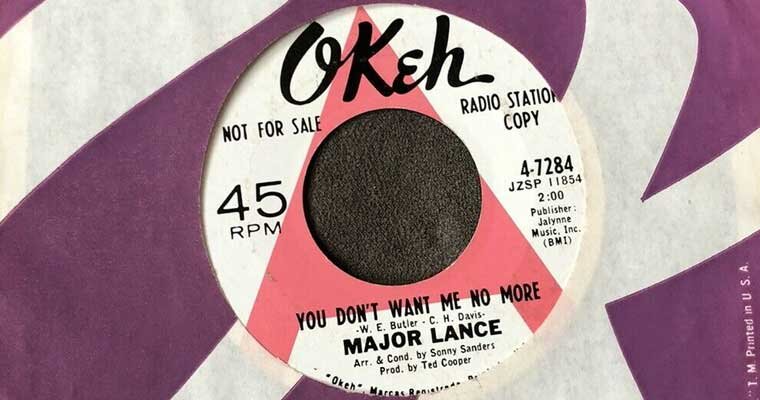 OKeh
NOT FOR SALE
RADIO STATION
COPY
45
RPM
4-7284
JZSP 11854
2:00
Publisher:
Jalynne
Music, Inc.
(BMI)
YOU DON'T WANT ME NO MORE
-W. E. Butler - C. H. Davis-
MAJOR LANCE
Arr. & Cond. by Sonny Sanders
Prod. by Ted Cooper
"Okeh", Marcas
T. M. Printed in U S A.